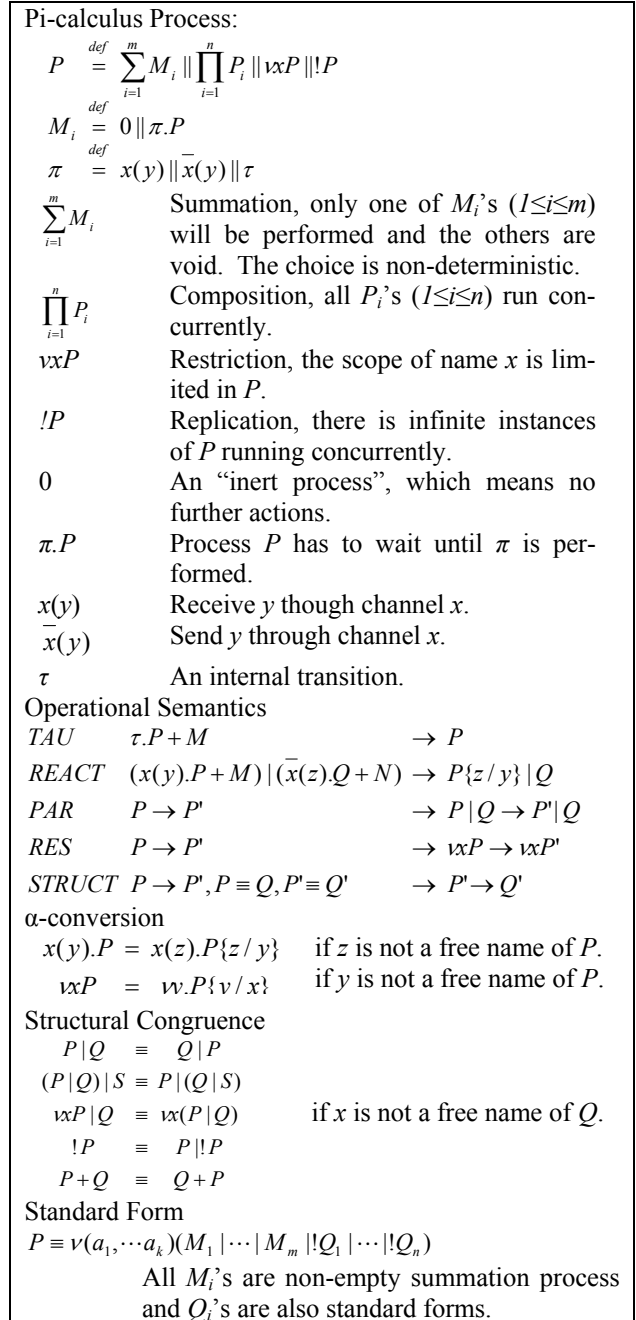 Pi-calculus Process:
P def= ∑_{i=1}^{m} M_i || ∏_{i=1}^{n} P_i || νxP || !P
M_i def= 0 || π.P
π def= x(y) || x̄(y) || τ
∑_{i=1}^{m} M_i Summation, only one of M_i's (1≤i≤m)
will be performed and the others are
void. The choice is non-deterministic.
∏_{i=1}^{n} P_i Composition, all P_i's (1≤i≤n) run con-
currently.
νxP Restriction, the scope of name x is lim-
ited in P.
!P Replication, there is infinite instances
of P running concurrently.
0 An “inert process”, which means no
further actions.
π.P Process P has to wait until π is per-
formed.
x(y) Receive y though channel x.
x̄(y) Send y through channel x.
τ An internal transition.
Operational Semantics
TAU τ.P + M → P
REACT (x(y).P + M) | (x̄(z).Q + N) → P{z / y} | Q
PAR P → P' → P | Q → P' | Q
RES P → P' → νxP → νxP'
STRUCT P → P', P ≡ Q, P' ≡ Q' → P' → Q'
α-conversion
x(y).P = x(z).P{z / y} if z is not a free name of P.
νxP = νv.P{v / x} if y is not a free name of P.
Structural Congruence
P | Q ≡ Q | P
(P | Q) | S ≡ P | (Q | S)
νxP | Q ≡ νx(P | Q) if x is not a free name of Q.
!P ≡ P | !P
P + Q ≡ Q + P
Standard Form
P ≡ ν(a_1, ⋯ a_k)(M_1 | ⋯ | M_m | !Q_1 | ⋯ | !Q_n)
All M_i's are non-empty summation process
and Q_i's are also standard forms.